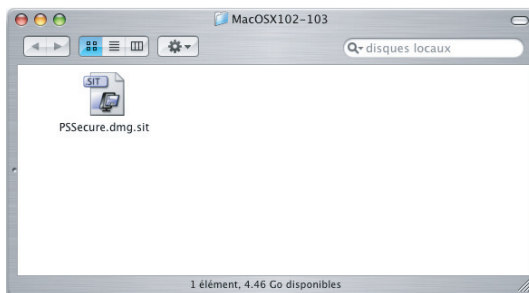 MacOSX102-103
disques locaux
SIT
PSSecure.dmg.sit
1 élément, 4.46 Go disponibles